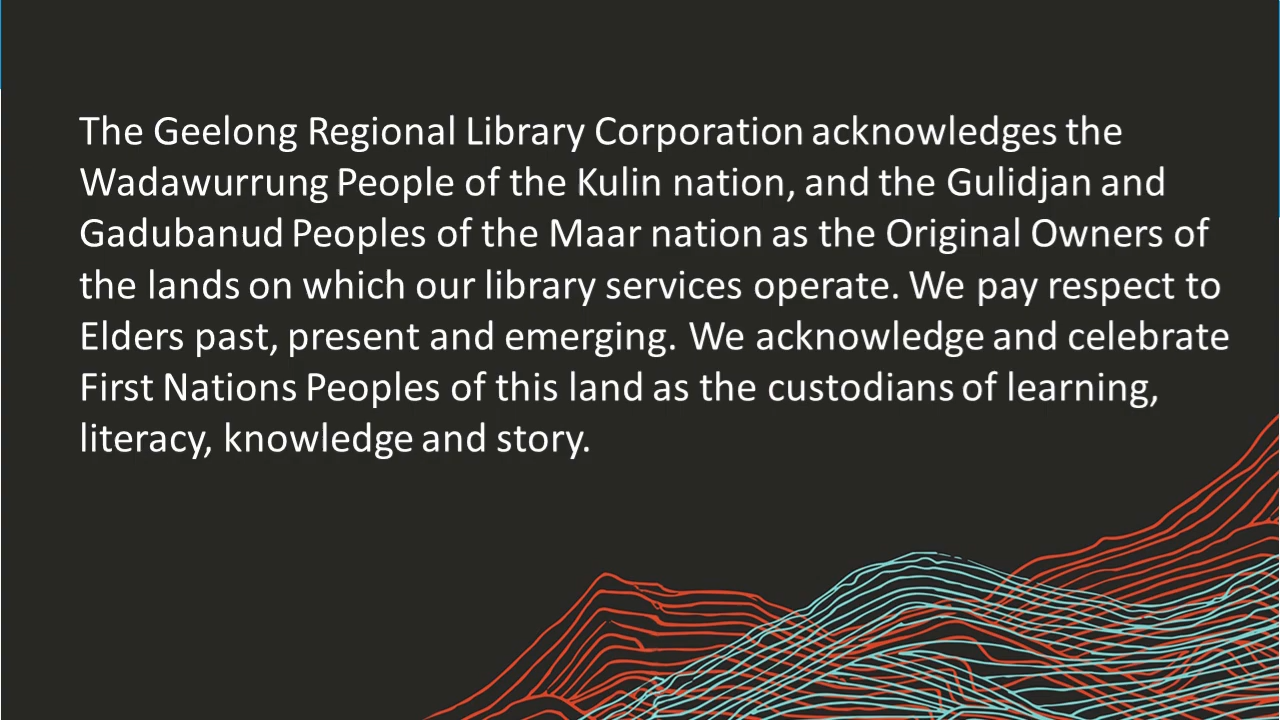 The Geelong Regional Library Corporation acknowledges the
Wadawurrung People of the Kulin nation, and the Gulidjan and
Gadubanud Peoples of the Maar nation as the Original Owners of
the lands on which our library services operate. We pay respect to
Elders past, present and emerging. We acknowledge and celebrate
First Nations Peoples of this land as the custodians of learning,
literacy, knowledge and story.